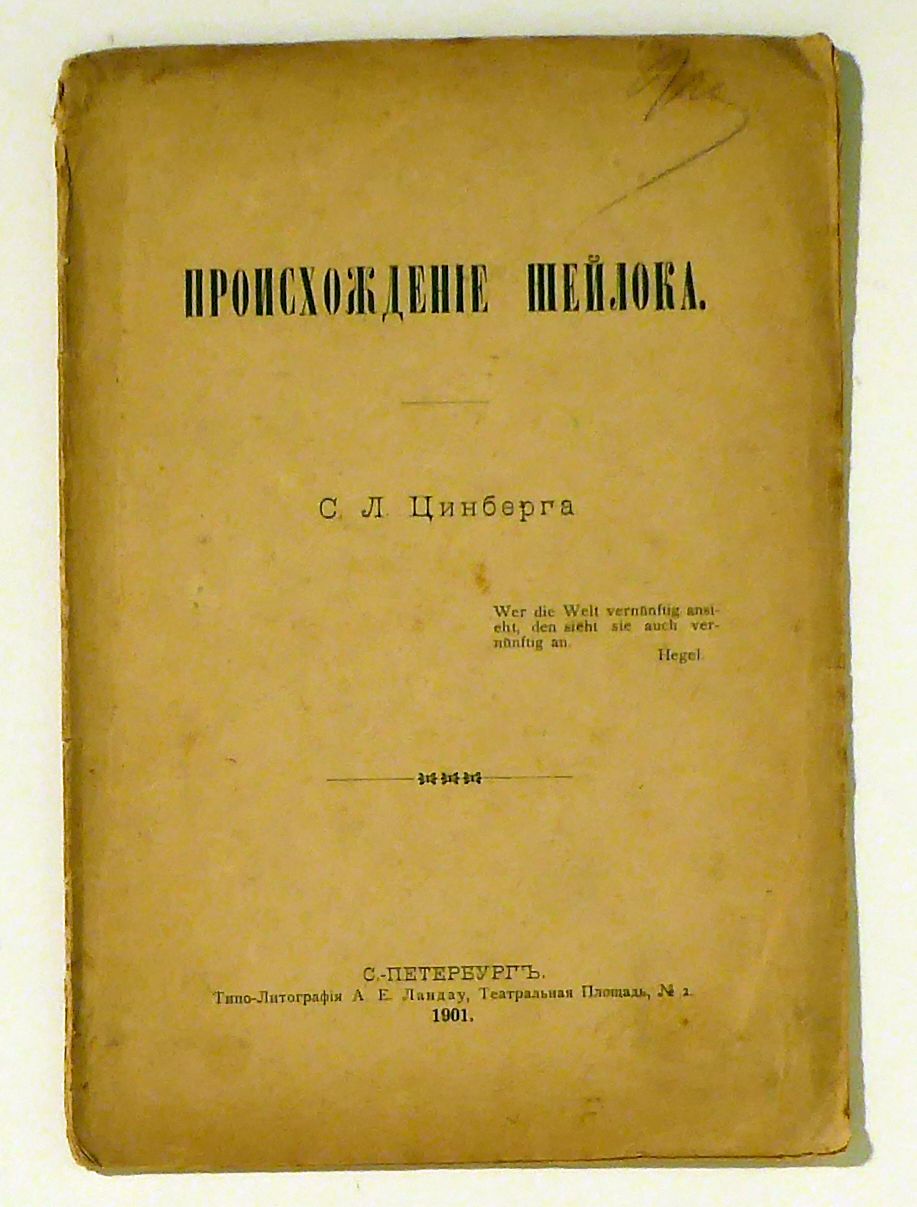 ПРОИСХОЖДЕНІЕ ШЕЙЛОКА.
С. Л. Цинберга
Wer die Welt vernünftig ansi-
eht, den sieht sie auch ver-
nünftig an.
Hegel.
С.-ПЕТЕРБУРГЪ.
Типо-Литографія А. Е. Ландау, Театральная Площадь, № 2.
1901.